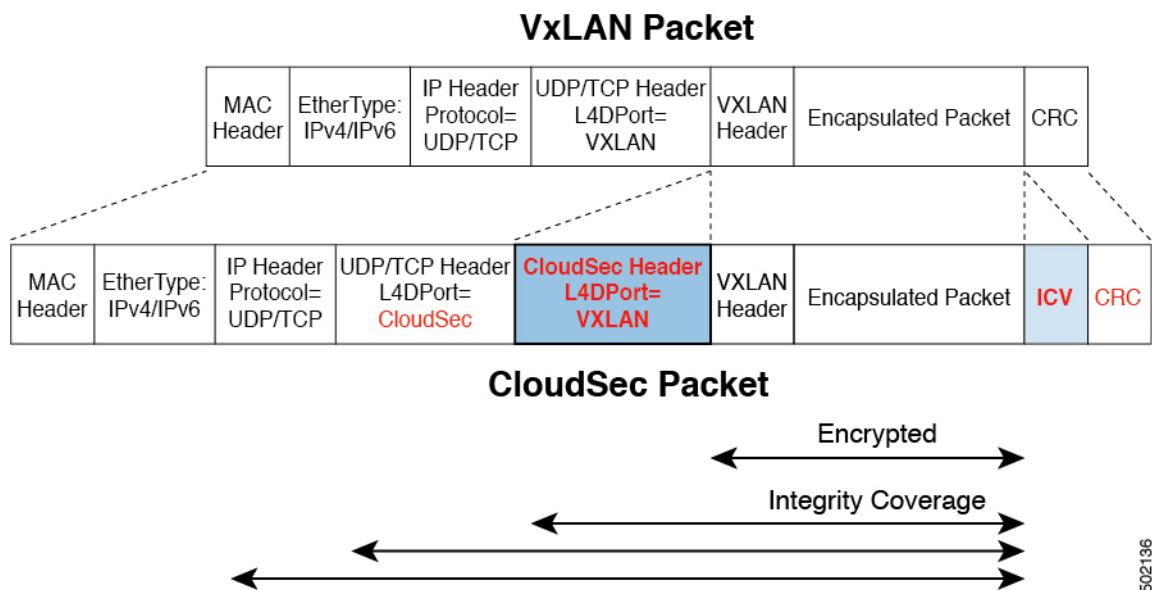 VxLAN Packet
MAC
Header
EtherType:
IPv4/IPv6
IP Header
Protocol=
UDP/TCP
UDP/TCP Header
L4DPort=
VXLAN
VXLAN
Header
Encapsulated Packet
CRC
MAC
Header
EtherType:
IPv4/IPv6
IP Header
Protocol=
UDP/TCP
UDP/TCP Header
L4DPort=
CloudSec
CloudSec Header
L4DPort=
VXLAN
VXLAN
Header
Encapsulated Packet
ICV
CRC
CloudSec Packet
Encrypted
Integrity Coverage
502136